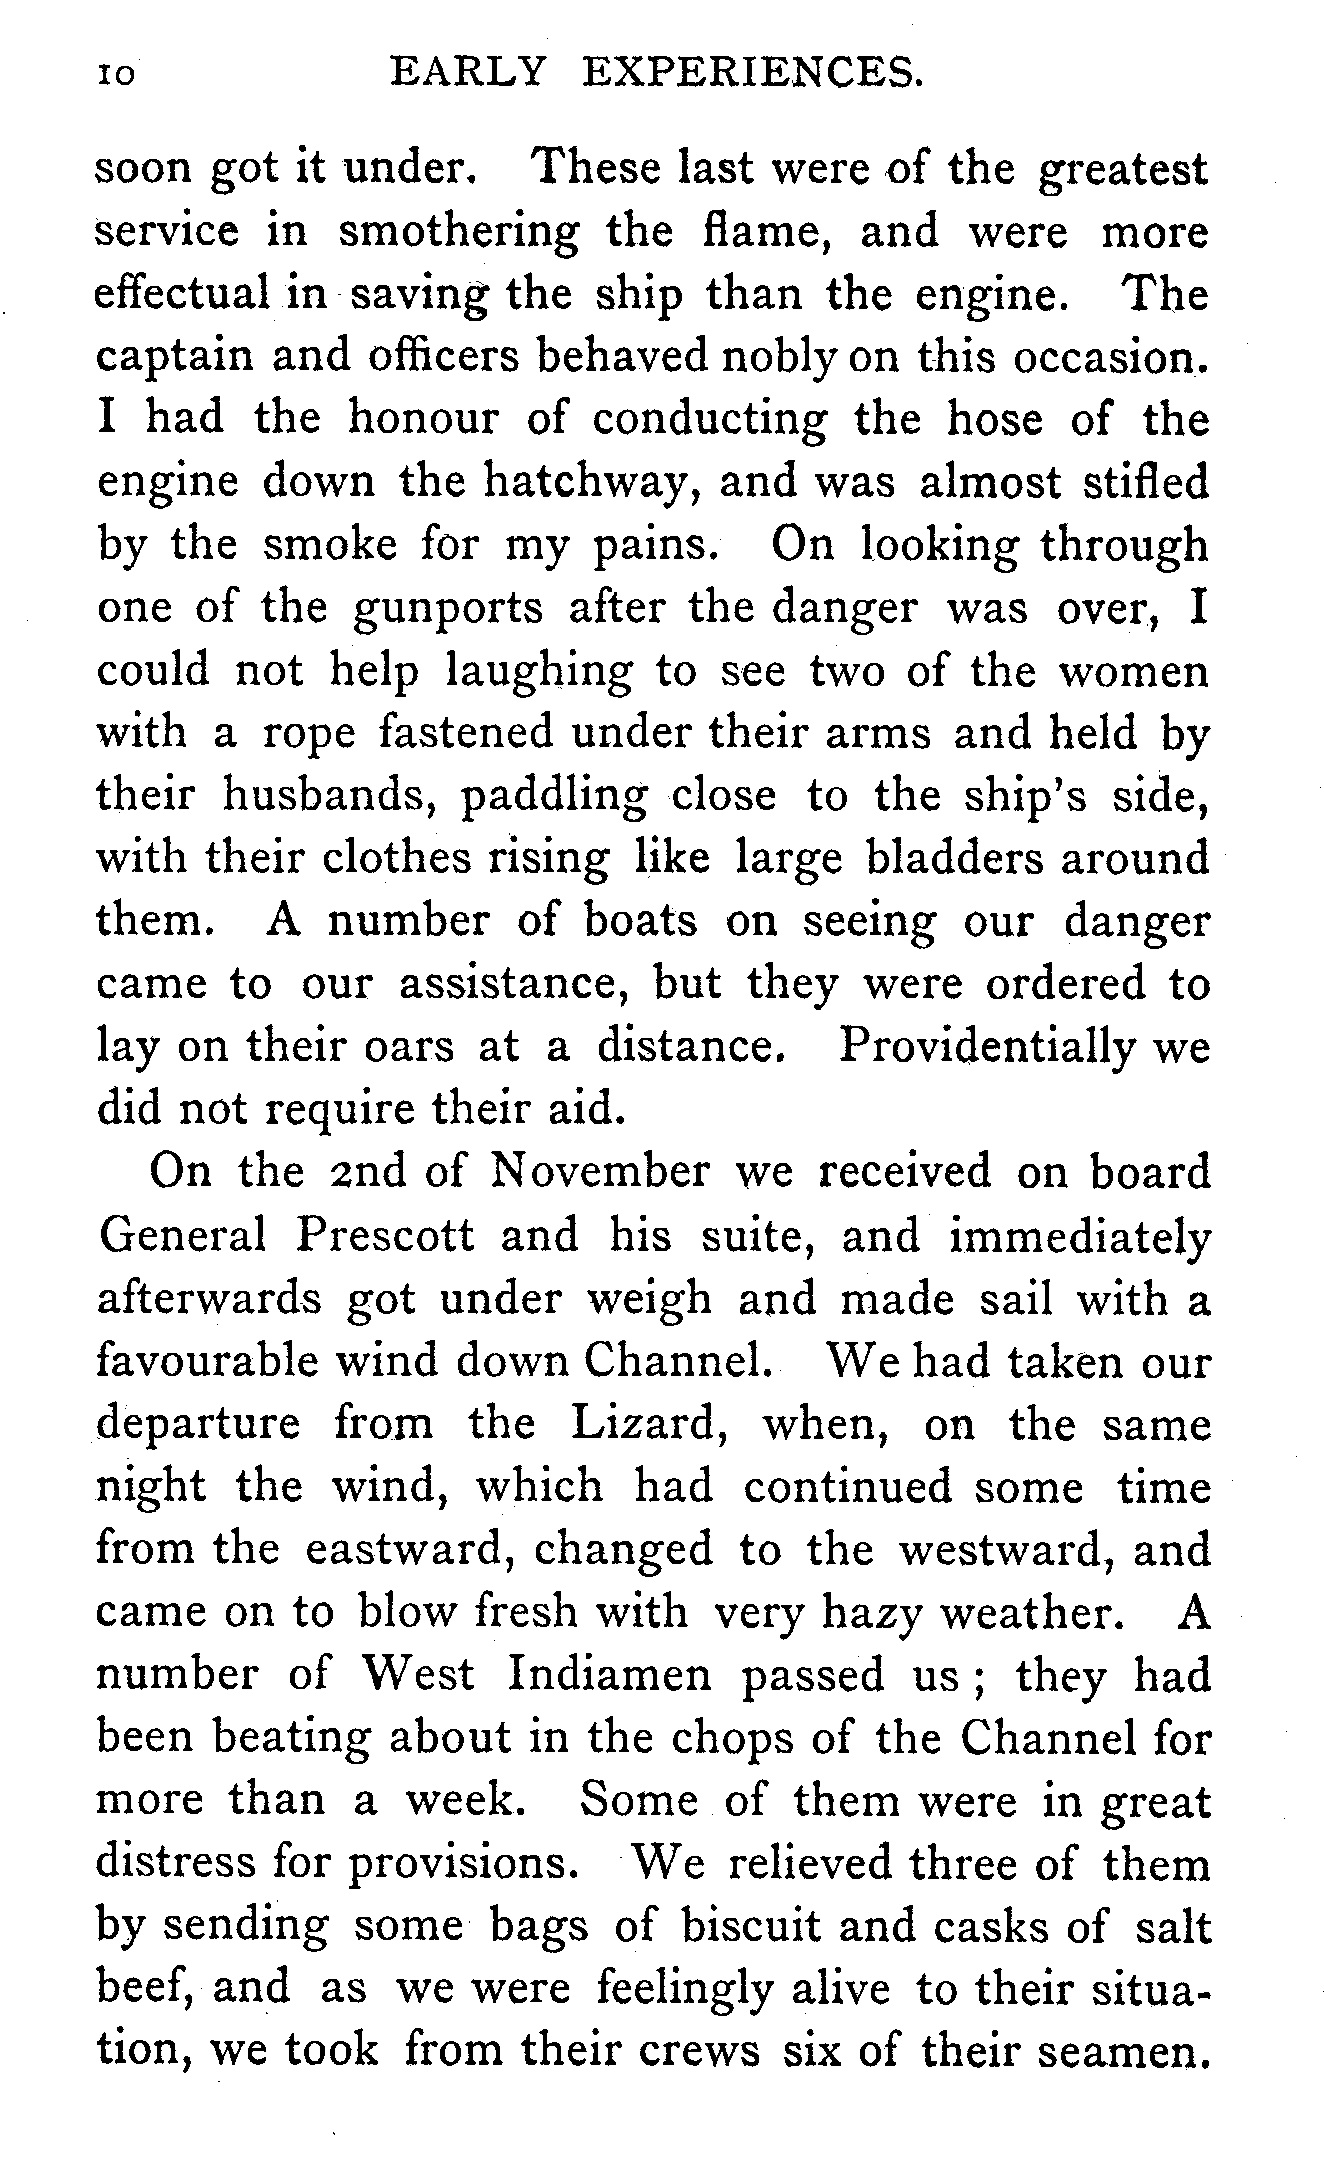 10 EARLY EXPERIENCES.
soon got it under. These last were of the greatest
service in smothering the flame, and were more
effectual in saving the ship than the engine. The
captain and officers behaved nobly on this occasion.
I had the honour of conducting the hose of the
engine down the hatchway, and was almost stifled
by the smoke for my pains. On looking through
one of the gunports after the danger was over, I
could not help laughing to see two of the women
with a rope fastened under their arms and held by
their husbands, paddling close to the ship's side,
with their clothes rising like large bladders around
them. A number of boats on seeing our danger
came to our assistance, but they were ordered to
lay on their oars at a distance. Providentially we
did not require their aid.
On the 2nd of November we received on board
General Prescott and his suite, and immediately
afterwards got under weigh and made sail with a
favourable wind down Channel. We had taken our
departure from the Lizard, when, on the same
night the wind, which had continued some time
from the eastward, changed to the westward, and
came on to blow fresh with very hazy weather. A
number of West Indiamen passed us ; they had
been beating about in the chops of the Channel for
more than a week. Some of them were in great
distress for provisions. We relieved three of them
by sending some bags of biscuit and casks of salt
beef, and as we were feelingly alive to their situa-
tion, we took from their crews six of their seamen.